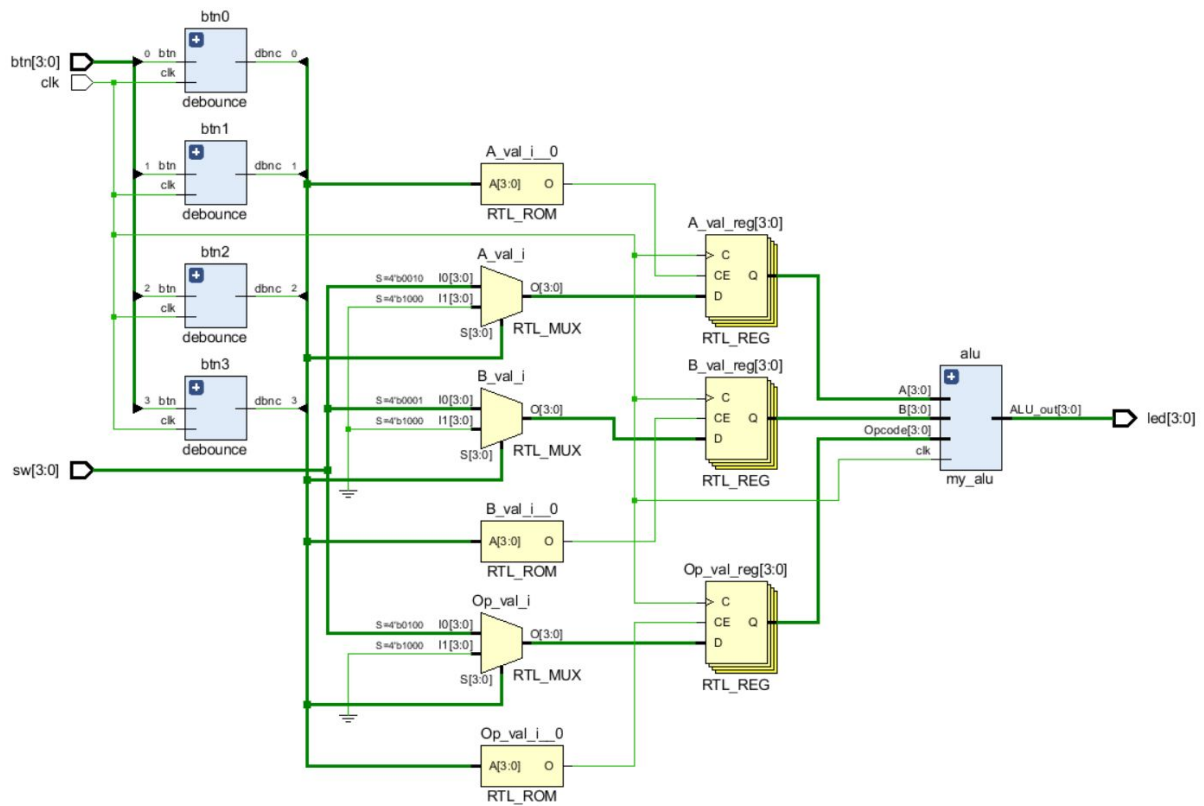 btn0
btn[3:0]
clk
0 btn
clk
dbnc 0
debounce
btn1
1 btn
clk
dbnc 1
debounce
btn2
2 btn
clk
dbnc 2
debounce
btn3
3 btn
clk
dbnc 3
debounce
sw[3:0]
A_val_i__0
A[3:0] O
RTL_ROM
A_val_i
S=4'b0010 I0[3:0]
S=4'b1000 I1[3:0]
S[3:0]
O[3:0]
RTL_MUX
B_val_i
S=4'b0001 I0[3:0]
S=4'b1000 I1[3:0]
S[3:0]
O[3:0]
RTL_MUX
B_val_i__0
A[3:0] O
RTL_ROM
Op_val_i
S=4'b0100 I0[3:0]
S=4'b1000 I1[3:0]
S[3:0]
O[3:0]
RTL_MUX
Op_val_i__0
A[3:0] O
RTL_ROM
A_val_reg[3:0]
C
CE Q
D
RTL_REG
B_val_reg[3:0]
C
CE Q
D
RTL_REG
Op_val_reg[3:0]
C
CE Q
D
RTL_REG
alu
A[3:0]
B[3:0]
Opcode[3:0]
clk
ALU_out[3:0]
my_alu
led[3:0]